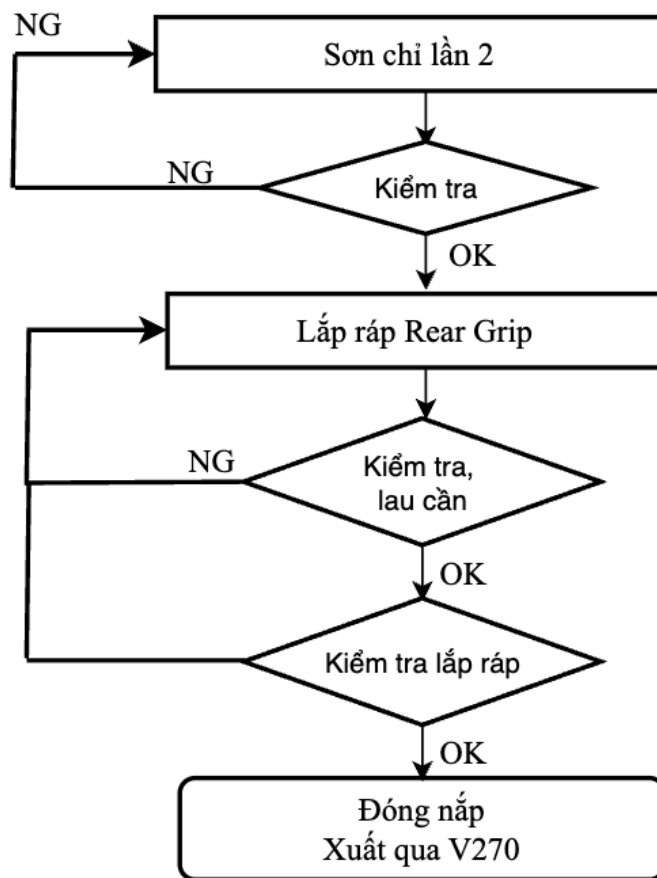 NG
Sơn chỉ lần 2
NG
Kiểm tra
OK
Lắp ráp Rear Grip
NG
Kiểm tra,
lau cần
OK
Kiểm tra lắp ráp
OK
Đóng nắp
Xuất qua V270